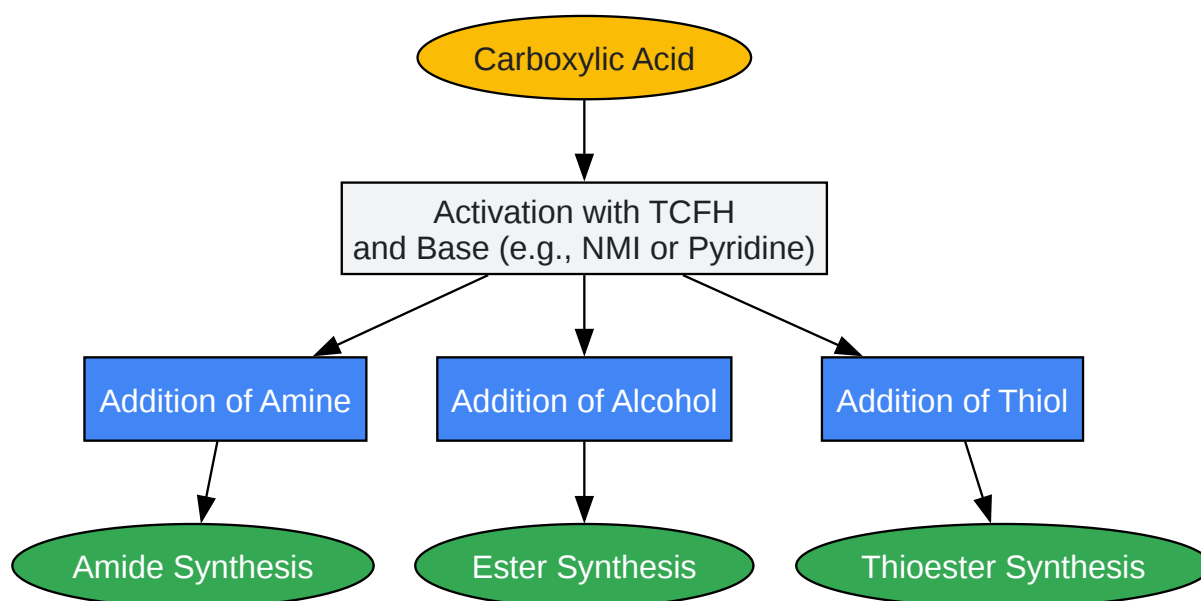 Carboxylic Acid
Activation with TCFH
and Base (e.g., NMI or Pyridine)
Addition of Amine
Addition of Alcohol
Addition of Thiol
Amide Synthesis
Ester Synthesis
Thioester Synthesis